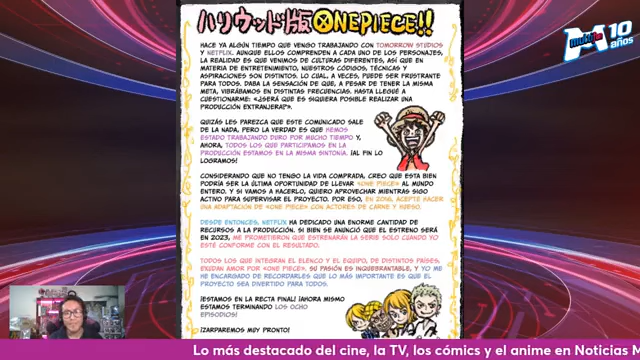 ハリウッド版 ONEPIECE!!
HACE YA ALGÚN TIEMPO QUE VENGO TRABAJANDO CON TOMORROW STUDIOS
Y NETFLIX. AUNQUE ELLOS COMPRENDEN A CADA UNO DE LOS PERSONAJES,
LA REALIDAD ES QUE VENIMOS DE CULTURAS DIFERENTES, ASÍ QUE EN
MATERIA DE ENTRETENIMIENTO, NUESTROS CÓDIGOS, TÉCNICAS Y
ASPIRACIONES SON DISTINTOS. LO CUAL, A VECES, PUEDE SER FRUSTRANTE
PARA TODOS. DABA LA SENSACIÓN DE QUE, A PESAR DE TENER LA MISMA
META, VIBRÁBAMOS EN DISTINTAS FRECUENCIAS. HASTA LLEGUÉ A
CUESTIONARME: «¿SERÁ QUE ES SIQUIERA POSIBLE REALIZAR UNA
PRODUCCIÓN EXTRANJERA?».
QUIZÁS LES PAREZCA QUE ESTE COMUNICADO SALE
DE LA NADA, PERO LA VERDAD ES QUE HEMOS
ESTADO TRABAJANDO DURO POR MUCHO TIEMPO Y,
AHORA, TODOS LOS QUE PARTICIPAMOS EN LA
PRODUCCIÓN ESTAMOS EN LA MISMA SINTONÍA. ¡AL FIN LO
LOGRAMOS!
CONSIDERANDO QUE NO TENGO LA VIDA COMPRADA, CREO QUE ESTA BIEN
PODRÍA SER LA ÚLTIMA OPORTUNIDAD DE LLEVAR «ONE PIECE» AL MUNDO
ENTERO. Y SI VAMOS A HACERLO, QUIERO APROVECHAR MIENTRAS SIGO
ACTIVO PARA SUPERVISAR EL PROYECTO. POR ESO, EN 2016, ACEPTÉ HACER
UNA ADAPTACIÓN DE «ONE PIECE» CON ACTORES DE CARNE Y HUESO.
DESDE ENTONCES, NETFLIX HA DEDICADO UNA ENORME CANTIDAD DE
RECURSOS A LA PRODUCCIÓN. SI BIEN SE ANUNCIÓ QUE EL ESTRENO SERÁ
EN 2023, ME PROMETIERON QUE ESTRENARÁN LA SERIE SOLO CUANDO YO
ESTÉ CONFORME CON EL RESULTADO.
TODOS LOS QUE INTEGRAN EL ELENCO Y EL EQUIPO, DE DISTINTOS PAÍSES,
EXUDAN AMOR POR «ONE PIECE». SU PASIÓN ES INQUEBRANTABLE, Y YO ME
HE ENCARGADO DE RECORDARLES QUE LO MÁS IMPORTANTE ES QUE EL
PROYECTO SEA DIVERTIDO PARA TODOS.
¡ESTAMOS EN LA RECTA FINAL! ¡AHORA MISMO
ESTAMOS TERMINANDO LOS OCHO
EPISODIOS!
¡ZARPAREMOS MUY PRONTO!
10
años
Lo más destacado del cine, la TV, los cómics y el anime en Noticias M